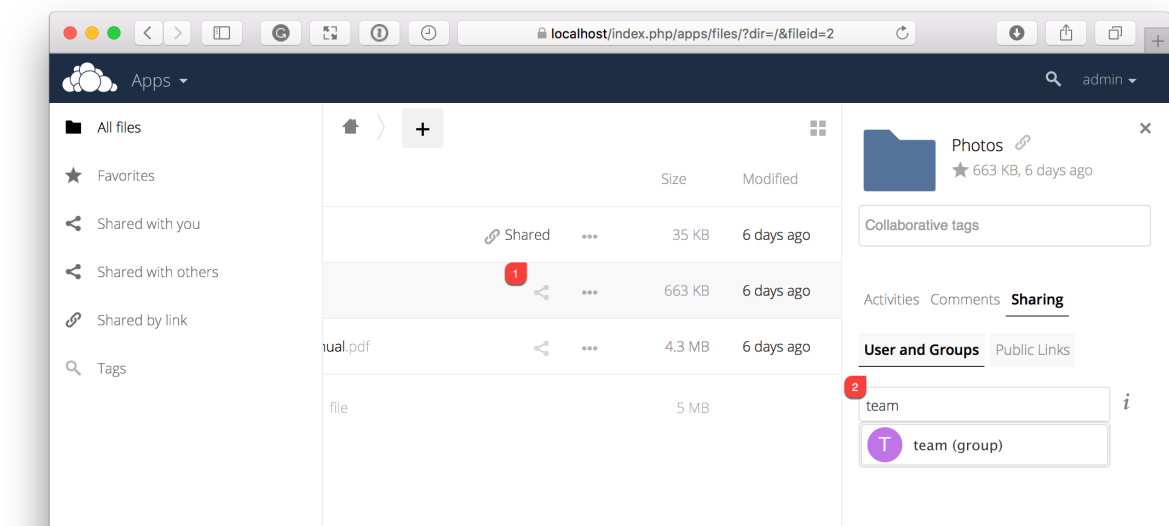 localhost/index.php/apps/files/?dir=/&fileid=2
Apps
admin
All files
Favorites
Shared with you
Shared with others
Shared by link
Tags
+
Size Modified
Shared ••• 35 KB 6 days ago
1
••• 663 KB 6 days ago
nual.pdf ••• 4.3 MB 6 days ago
file 5 MB
×
Photos
663 KB, 6 days ago
Collaborative tags
Activities Comments Sharing
User and Groups Public Links
2
team
i
T team (group)